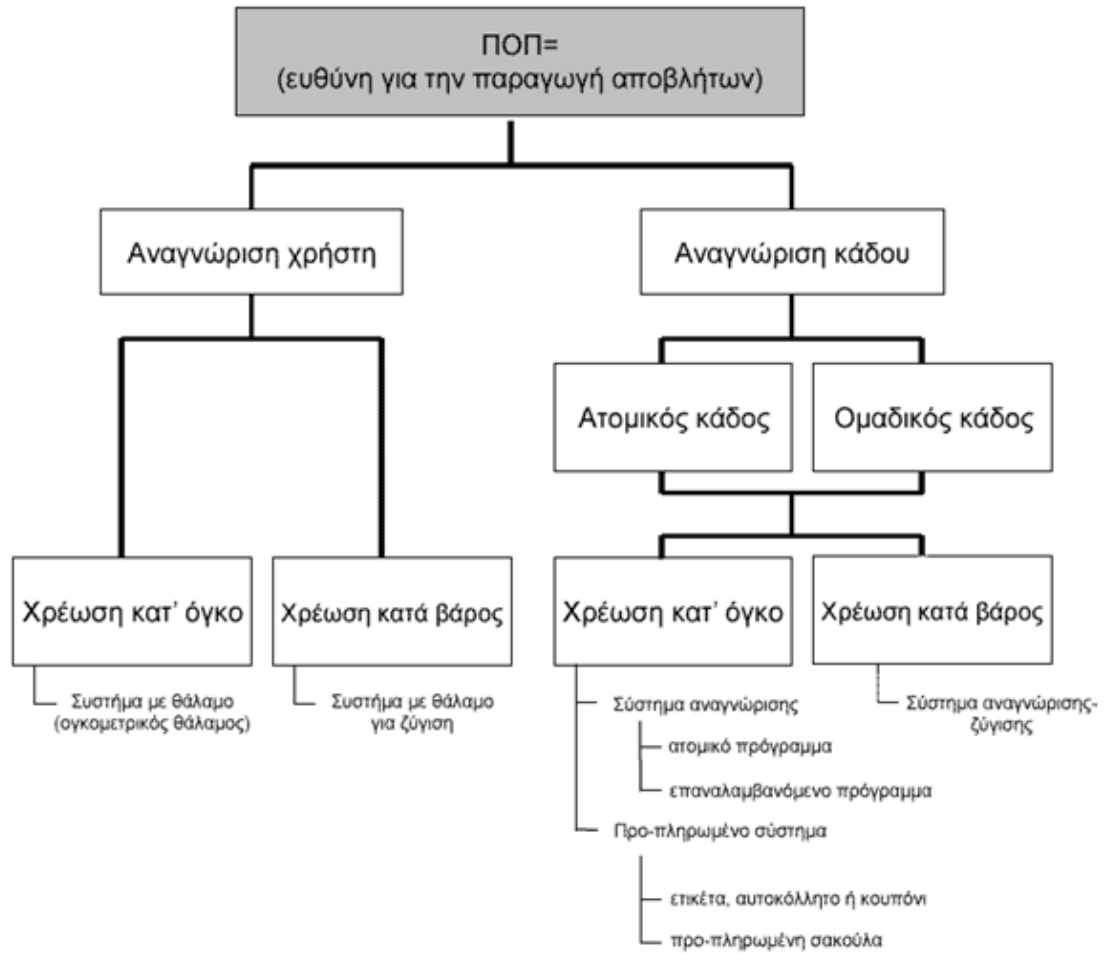 ΠΟΠ=
(ευθύνη για την παραγωγή αποβλήτων)
Αναγνώριση χρήστη
Αναγνώριση κάδου
Ατομικός κάδος
Ομαδικός κάδος
Χρέωση κατ’ όγκο
Χρέωση κατά βάρος
Χρέωση κατ’ όγκο
Χρέωση κατά βάρος
Συστήμα με θάλαμο
(ογκομετρικός θάλαμος)
Συστήμα με θάλαμο
για ζύγιση
Σύστημα αναγνώρισης
ατομικό πρόγραμμα
επαναλαμβανόμενο πρόγραμμα
Προ-πληρωμένο σύστημα
ετικέτα, αυτοκόλλητο ή κουπόνι
προ-πληρωμένη σακούλα
Σύστημα αναγνώρισης-
ζύγισης